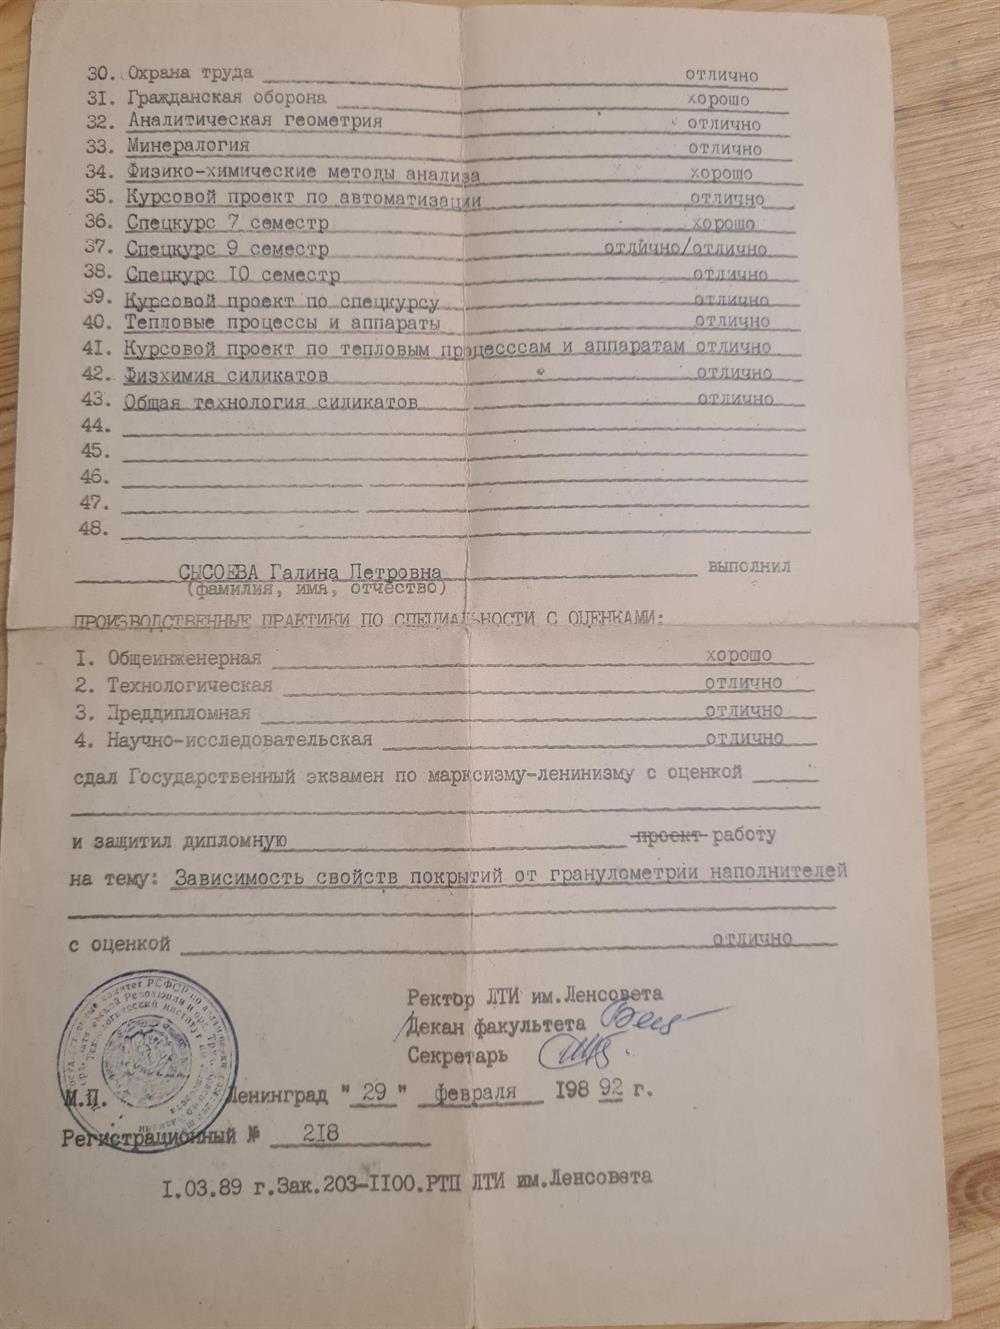 30. Охрана труда отлично
31. Гражданская оборона хорошо
32. Аналитическая геометрия отлично
33. Минералогия отлично
34. Физико-химические методы анализа хорошо
35. Курсовой проект по автоматизации отлично
36. Спецкурс 7 семестр хорошо
37. Спецкурс 9 семестр отлично/отлично
38. Спецкурс 10 семестр отлично
39. Курсовой проект по спецкурсу отлично
40. Тепловые процессы и аппараты отлично
41. Курсовой проект по тепловым процесссам и аппаратам отлично
42. Физхимия силикатов отлично
43. Общая технология силикатов отлично
44.
45.
46.
47.
48.
СЫСОЕВА Галина Петровна выполнил
(фамилия, имя, отчество)
ПРОИЗВОДСТВЕННЫЕ ПРАКТИКИ ПО СПЕЦИАЛЬНОСТИ С ОЦЕНКАМИ:
1. Общеинженерная хорошо
2. Технологическая отлично
3. Преддипломная отлично
4. Научно-исследовательская отлично
сдал Государственный экзамен по марксизму-ленинизму с оценкой
и защитил дипломную проект работу
на тему: Зависимость свойств покрытий от гранулометрии наполнителей
с оценкой отлично
Ректор ЛТИ им.Ленсовета
Декан факультета
Секретарь
М.П. Ленинград "29" февраля 198 92 г.
Регистрационный № 218
1.03.89 г.Зак.203-1100.РТП ЛТИ им.Ленсовета